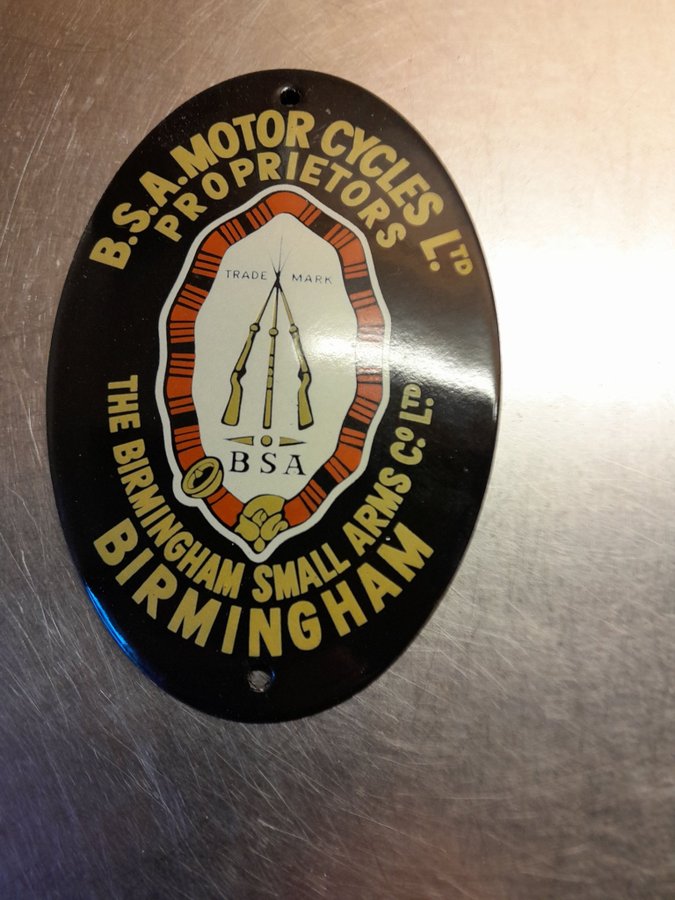 B.S.A. MOTOR CYCLES LTD.
PROPRIETORS
TRADE MARK
BSA
THE BIRMINGHAM SMALL ARMS CO LTD.
BIRMINGHAM